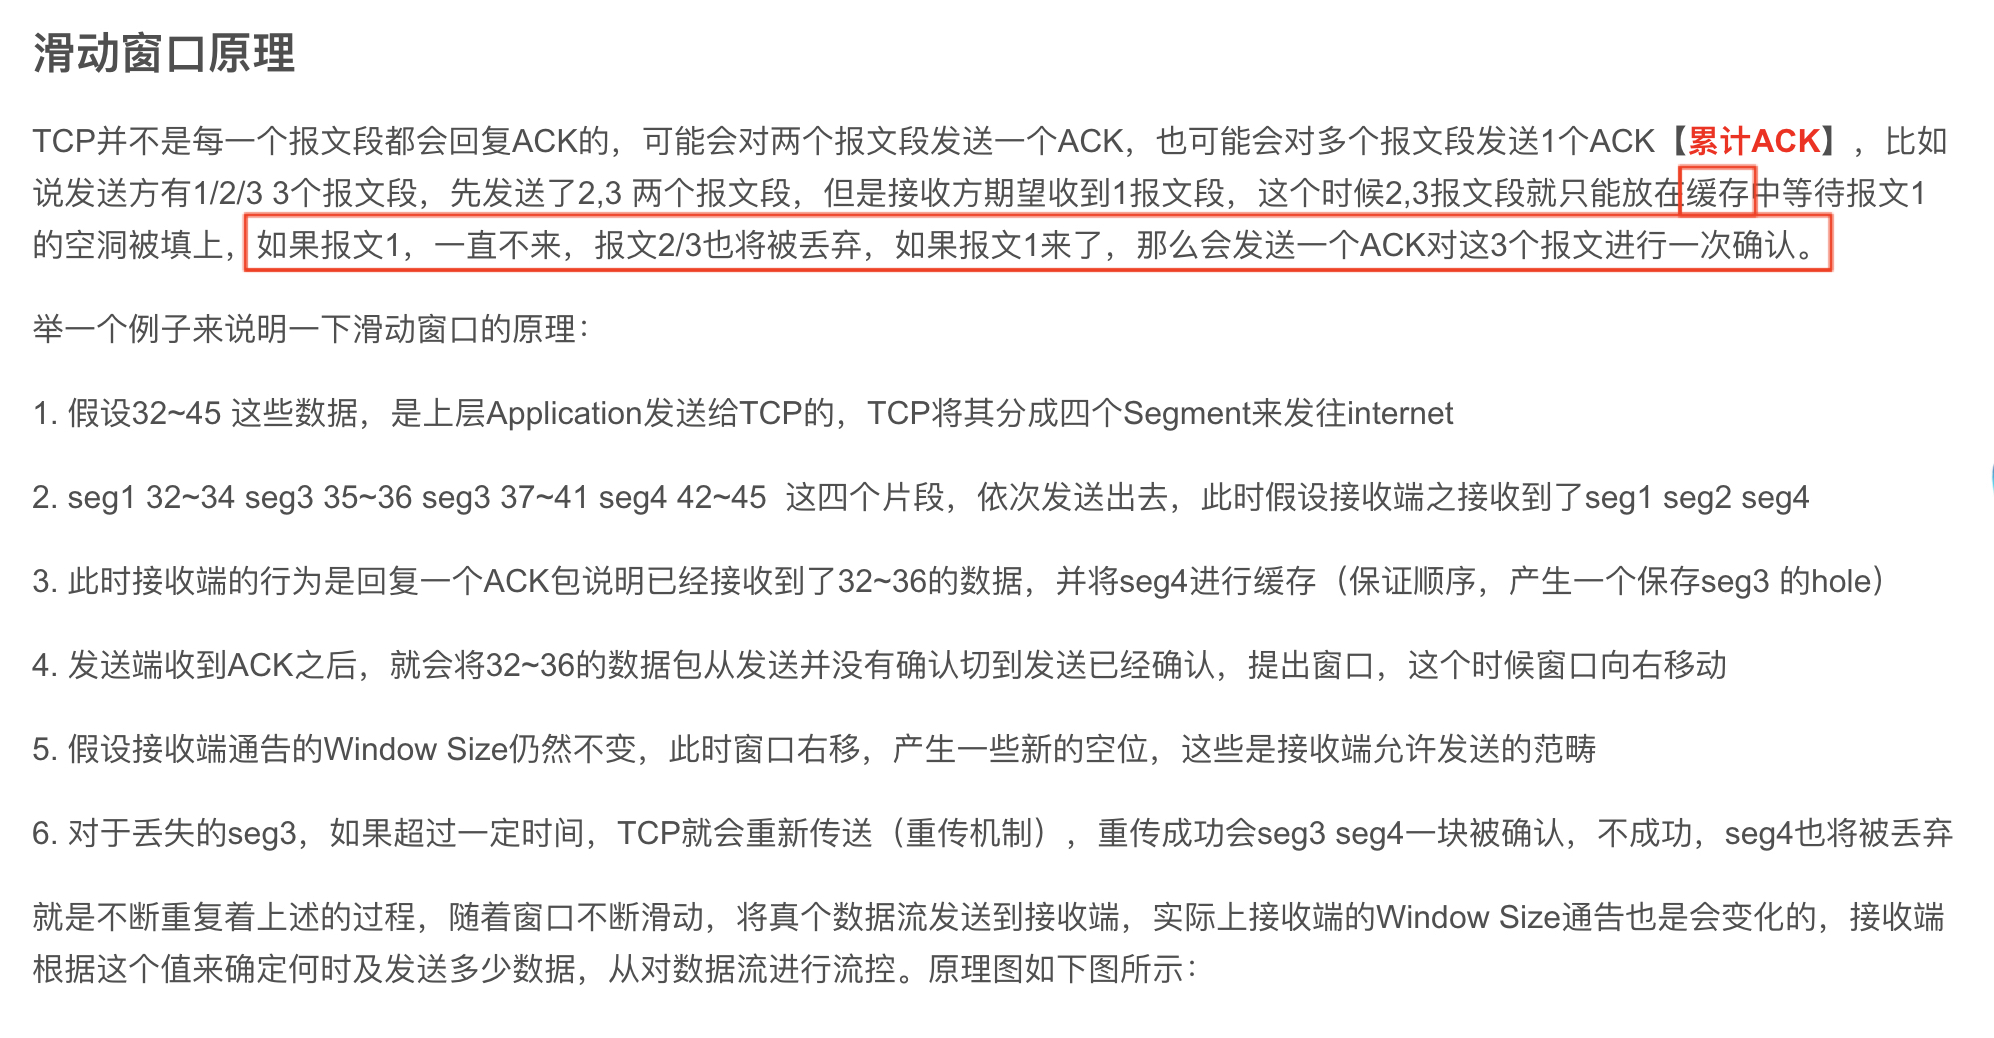 滑动窗口原理
TCP并不是每一个报文段都会回复ACK的，可能会对两个报文段发送一个ACK，也可能会对多个报文段发送1个ACK【累计ACK】，比如
说发送方有1/2/3 3个报文段，先发送了2,3 两个报文段，但是接收方期望收到1报文段，这个时候2,3报文段就只能放在缓存中等待报文1
的空洞被填上，如果报文1，一直不来，报文2/3也将被丢弃，如果报文1来了，那么会发送一个ACK对这3个报文进行一次确认。
举一个例子来说明一下滑动窗口的原理：
1. 假设32~45 这些数据，是上层Application发送给TCP的，TCP将其分成四个Segment来发往internet
2. seg1 32~34 seg3 35~36 seg3 37~41 seg4 42~45 这四个片段，依次发送出去，此时假设接收端之接收到了seg1 seg2 seg4
3. 此时接收端的行为是回复一个ACK包说明已经接收到了32~36的数据，并将seg4进行缓存（保证顺序，产生一个保存seg3 的hole）
4. 发送端收到ACK之后，就会将32~36的数据包从发送并没有确认切到发送已经确认，提出窗口，这个时候窗口向右移动
5. 假设接收端通告的Window Size仍然不变，此时窗口右移，产生一些新的空位，这些是接收端允许发送的范畴
6. 对于丢失的seg3，如果超过一定时间，TCP就会重新传送（重传机制），重传成功会seg3 seg4一块被确认，不成功，seg4也将被丢弃
就是不断重复着上述的过程，随着窗口不断滑动，将真个数据流发送到接收端，实际上接收端的Window Size通告也是会变化的，接收端
根据这个值来确定何时及发送多少数据，从对数据流进行流控。原理图如下图所示：